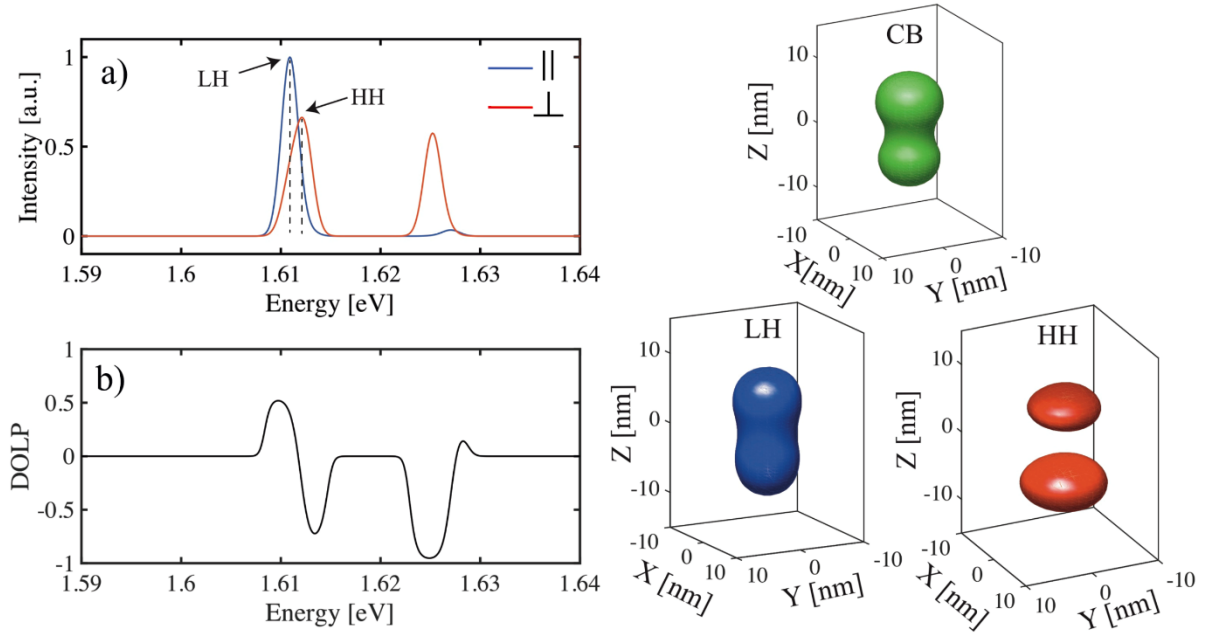 a)
LH
HH
||
⊥
Intensity [a.u.]
1
0.5
0
1.59 1.6 1.61 1.62 1.63 1.64
Energy [eV]
b)
DOLP
1
0.5
0
-0.5
-1
1.59 1.6 1.61 1.62 1.63 1.64
Energy [eV]
CB
Z [nm]
10
0
-10
-10
0
10
X[nm]
10
0
-10
Y [nm]
LH
Z [nm]
10
0
-10
-10
0
10
X [nm]
10
0
-10
Y [nm]
HH
Z [nm]
10
0
-10
-10
0
10
X [nm]
10
0
-10
Y [nm]